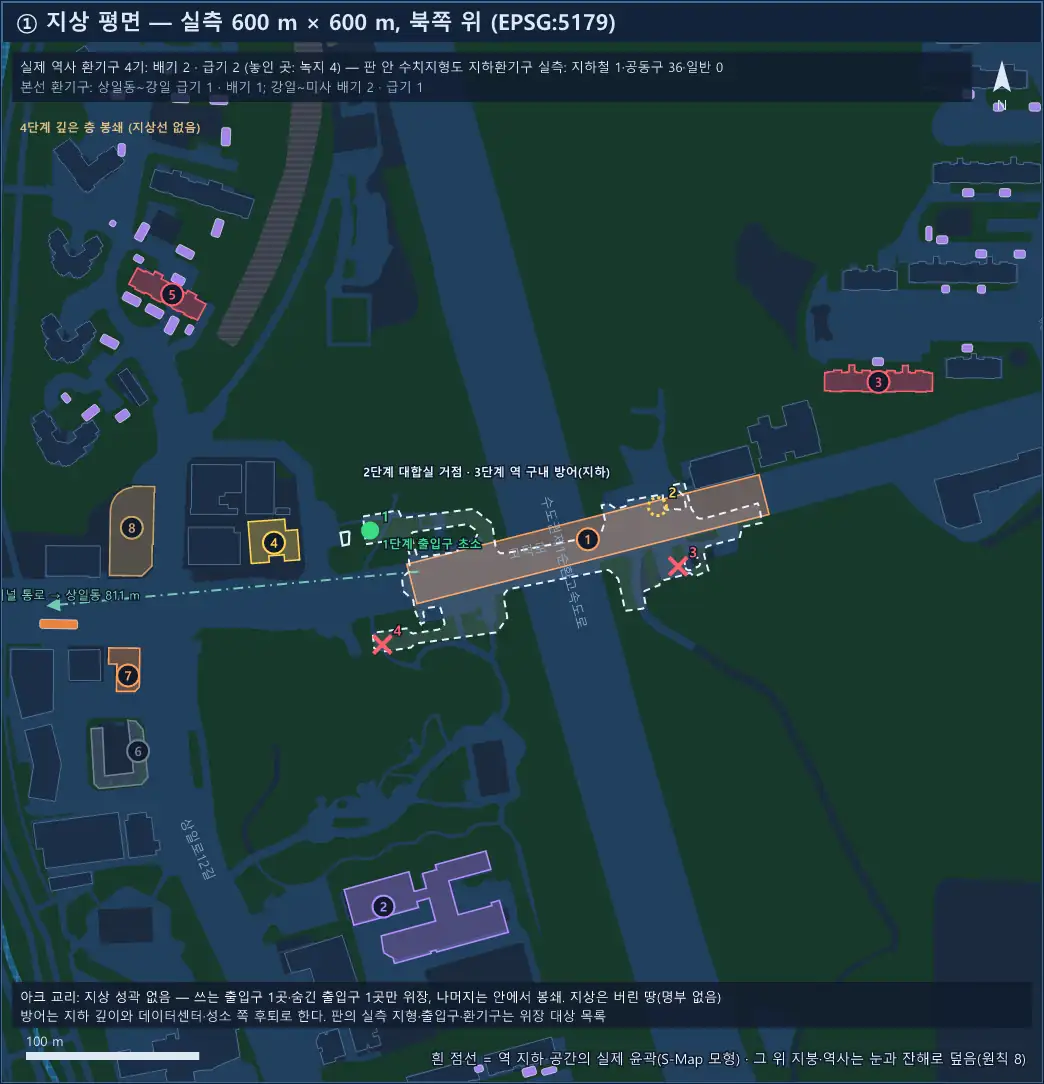 ① 지상 평면 — 실측 600 m × 600 m, 북쪽 위 (EPSG:5179)
실제 역사 환기구 4기: 배기 2 · 급기 2 (놓인 곳: 녹지 4) — 판 안 수치지형도 지하환기구 실측: 지하철 1·공동구 36·일반 0
본선 환기구: 상일동~강일 급기 1 · 배기 1; 강일~미사 배기 2 · 급기 1
N
4단계 깊은 층 봉쇄 (지상선 없음)
5
3
2단계 대합실 거점 · 3단계 역 구내 방어(지하)
2
8
4
1
1단계 출입구 초소
1
3
수도권제1순환고속도로
널 통로 → 상일동 811 m
4
7
6
상일로12길
2
아크 교리: 지상 성곽 없음 — 쓰는 출입구 1곳·숨긴 출입구 1곳만 위장, 나머지는 안에서 봉쇄. 지상은 버린 땅(명부 없음)
방어는 지하 깊이와 데이터센터·성소 쪽 후퇴로 한다. 판의 실측 지형·출입구·환기구는 위장 대상 목록
100 m
흰 점선 = 역 지하 공간의 실제 윤곽(S-Map 모형) · 그 위 지붕·역사는 눈과 잔해로 덮음(원칙 8)